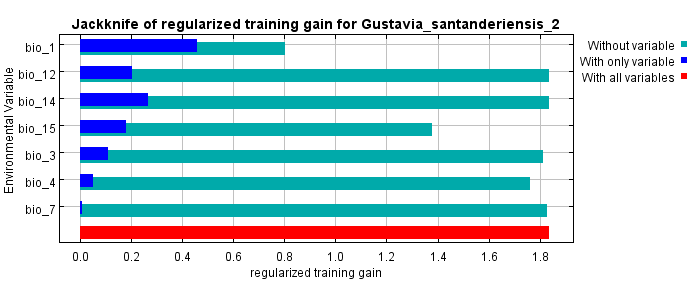 Jackknife of regularized training gain for Gustavia_santanderiensis_2
Environmental Variable
bio_1
bio_12
bio_14
bio_15
bio_3
bio_4
bio_7
0.0 0.2 0.4 0.6 0.8 1.0 1.2 1.4 1.6 1.8
regularized training gain
Without variable
With only variable
With all variables